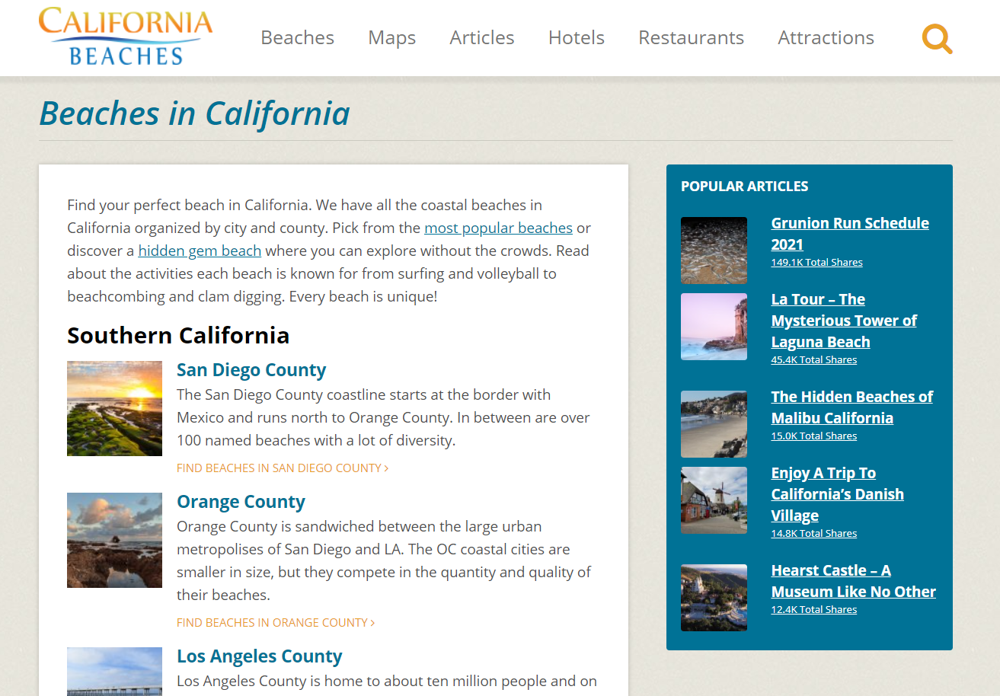 CALIFORNIA
BEACHES
Beaches Maps Articles Hotels Restaurants Attractions
Beaches in California
Find your perfect beach in California. We have all the coastal beaches in
California organized by city and county. Pick from the most popular beaches or
discover a hidden gem beach where you can explore without the crowds. Read
about the activities each beach is known for from surfing and volleyball to
beachcombing and clam digging. Every beach is unique!
Southern California
San Diego County
The San Diego County coastline starts at the border with
Mexico and runs north to Orange County. In between are over
100 named beaches with a lot of diversity.
FIND BEACHES IN SAN DIEGO COUNTY >
Orange County
Orange County is sandwiched between the large urban
metropolises of San Diego and LA. The OC coastal cities are
smaller in size, but they compete in the quantity and quality of
their beaches.
FIND BEACHES IN ORANGE COUNTY >
Los Angeles County
Los Angeles County is home to about ten million people and on
POPULAR ARTICLES
Grunion Run Schedule
2021
149.1K Total Shares
La Tour – The
Mysterious Tower of
Laguna Beach
45.4K Total Shares
The Hidden Beaches of
Malibu California
15.0K Total Shares
Enjoy A Trip To
California’s Danish
Village
14.8K Total Shares
Hearst Castle – A
Museum Like No Other
12.4K Total Shares